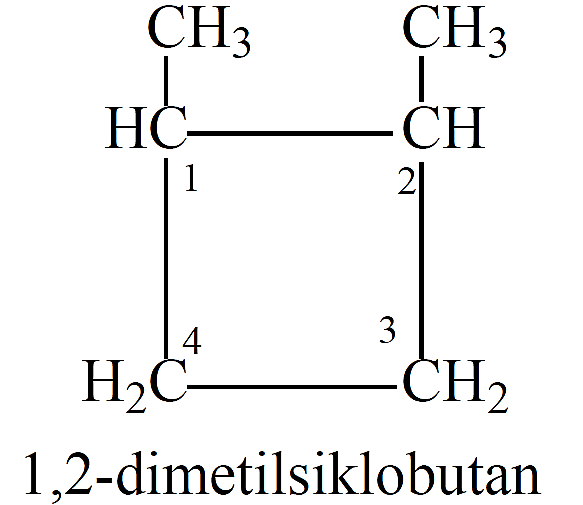 CH₃ CH₃
HC CH
1 2
4 3
H₂C CH₂
1,2-dimetilsiklobutan